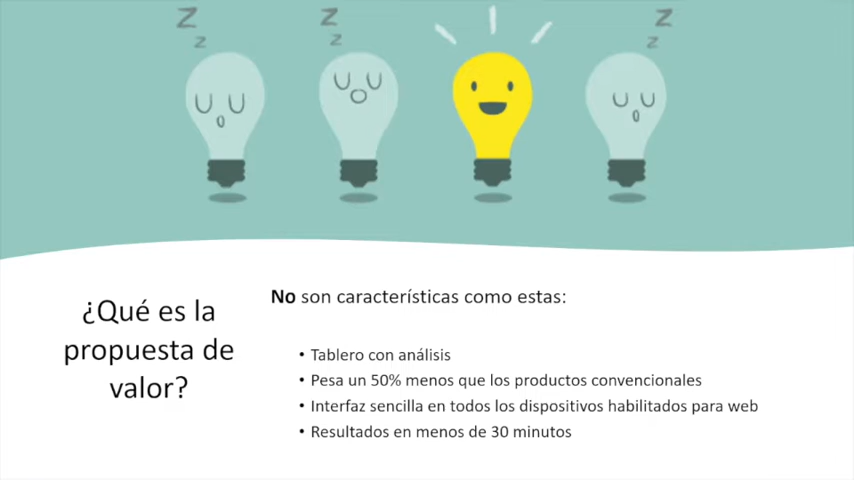 Z
z
Z
z
Z
z
¿Qué es la
propuesta de
valor?
No son características como estas:
• Tablero con análisis
• Pesa un 50% menos que los productos convencionales
• Interfaz sencilla en todos los dispositivos habilitados para web
• Resultados en menos de 30 minutos